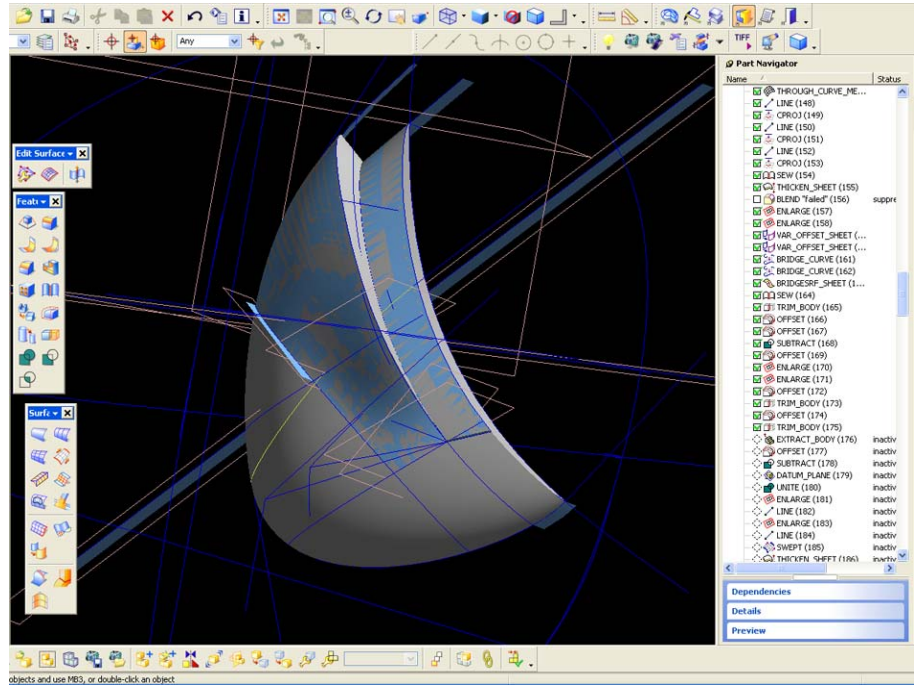 Any
TIFF
Part Navigator
Name
Status
THROUGH_CURVE_ME...
LINE (148)
CPROJ (149)
LINE (150)
CPROJ (151)
LINE (152)
CPROJ (153)
SEW (154)
THICKEN_SHEET (155)
BLEND "failed" (156) suppre
ENLARGE (157)
ENLARGE (158)
VAR_OFFSET_SHEET (...
VAR_OFFSET_SHEET (...
BRIDGE_CURVE (161)
BRIDGE_CURVE (162)
BRIDGESRF_SHEET (1...
SEW (164)
TRIM_BODY (165)
OFFSET (166)
OFFSET (167)
SUBTRACT (168)
OFFSET (169)
ENLARGE (170)
ENLARGE (171)
OFFSET (172)
TRIM_BODY (173)
OFFSET (174)
TRIM_BODY (175)
EXTRACT_BODY (176) inactiv
OFFSET (177) inactiv
SUBTRACT (178) inactiv
DATUM_PLANE (179) inactiv
UNITE (180) inactiv
ENLARGE (181) inactiv
LINE (182) inactiv
ENLARGE (183) inactiv
LINE (184) inactiv
SWEPT (185) inactiv
THICKEN_SHEET (186) inactiv
Dependencies
Details
Preview
Edit Surface
Featu
Surfa
objects and use MB3, or double-click an object